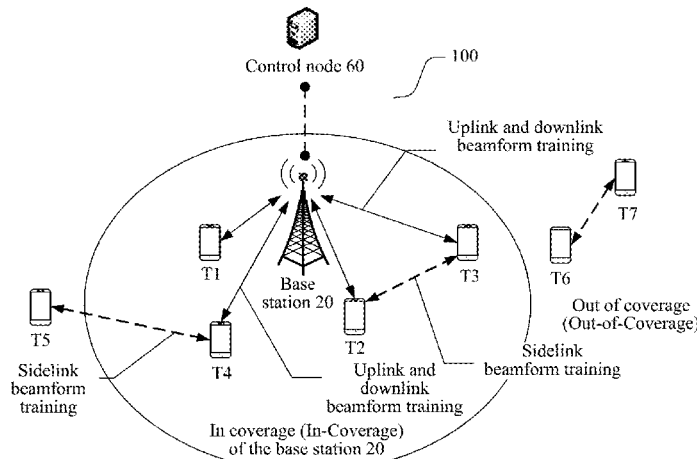 Control node 60
100
Uplink and downlink
beamform training
T7
T1
T3
T6
Base
station 20
Out of coverage
(Out-of-Coverage)
T5
T4
T2
Sidelink
beamform training
Sidelink
beamform
training
Uplink and
downlink
beamform training
In coverage (In-Coverage)
of the base station 20